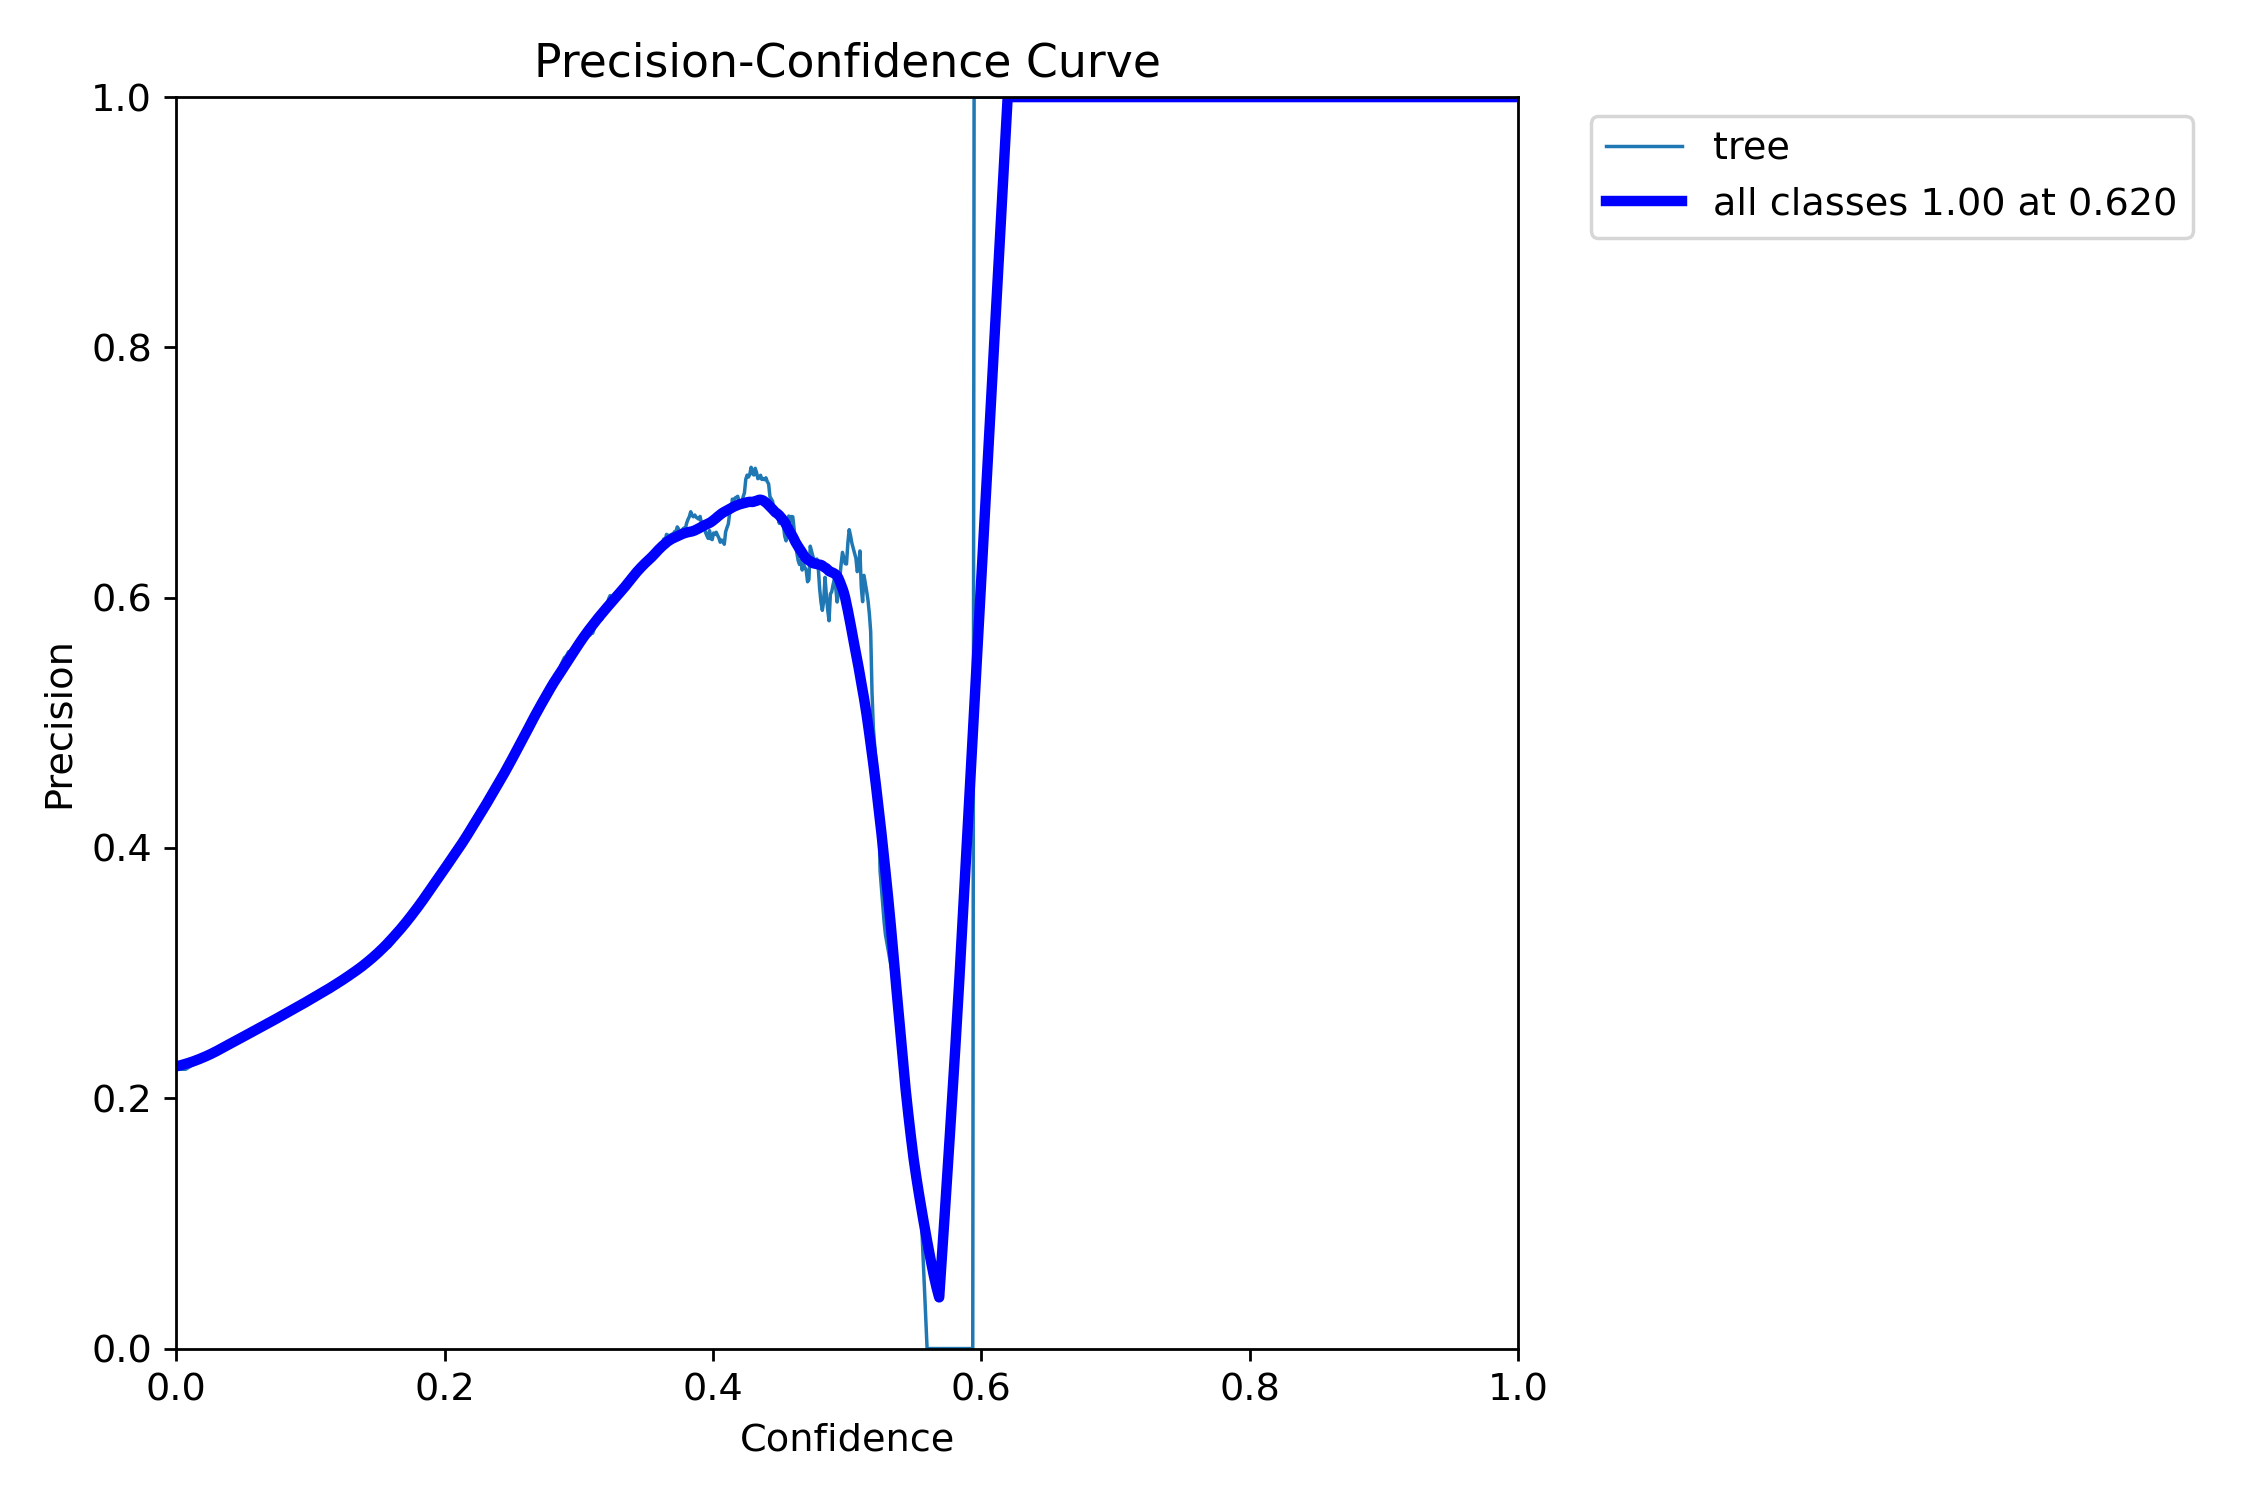 Precision-Confidence Curve
tree
all classes 1.00 at 0.620
1.0
0.8
0.6
0.4
0.2
0.0
Precision
0.0 0.2 0.4 0.6 0.8 1.0
Confidence